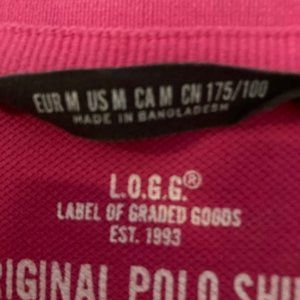 EUR M US M CA M CN 175/100
MADE IN BANGLADESH
L.O.G.G.®
LABEL OF GRADED GOODS
EST. 1993
RIGINAL POLO SHI